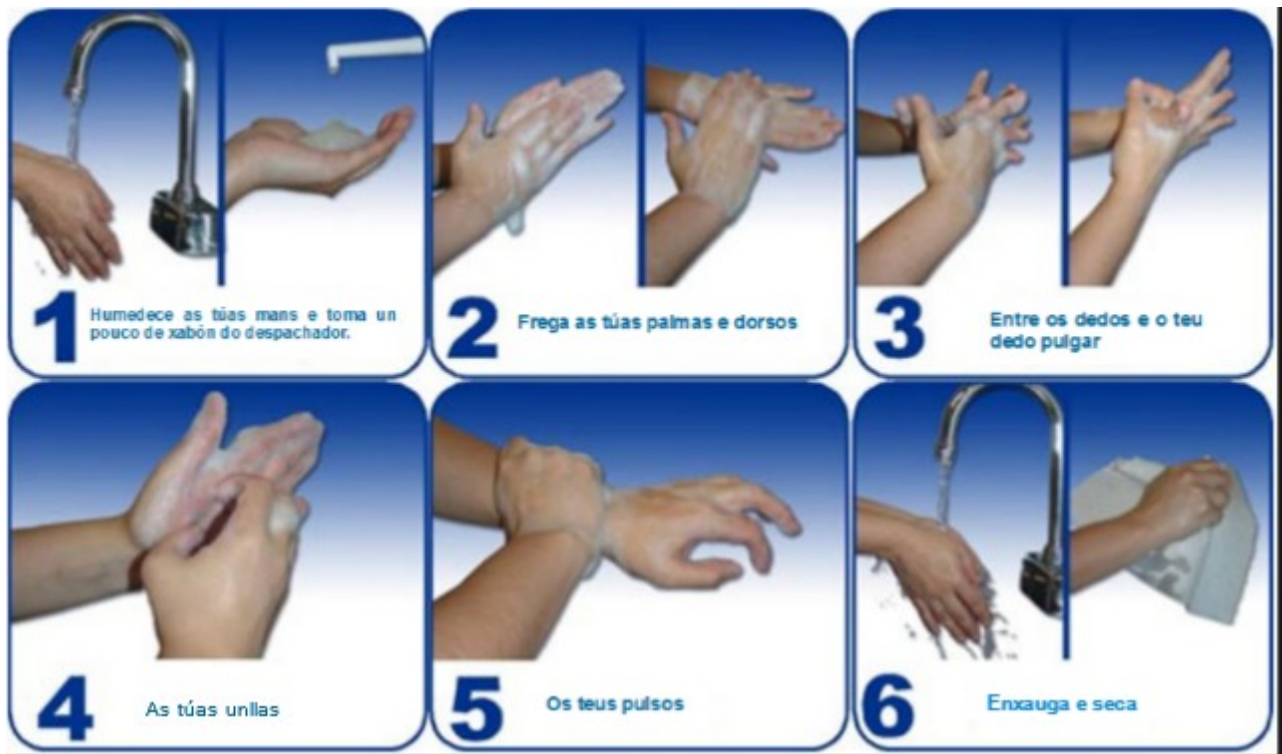 1
Humedece as túas mans e toma un
pouco de xabón do despachador.
2
Frega as túas palmas e dorsos
3
Entre os dedos e o teu
dedo pulgar
4
As túas unllas
5
Os teus pulsos
6
Enxauga e seca